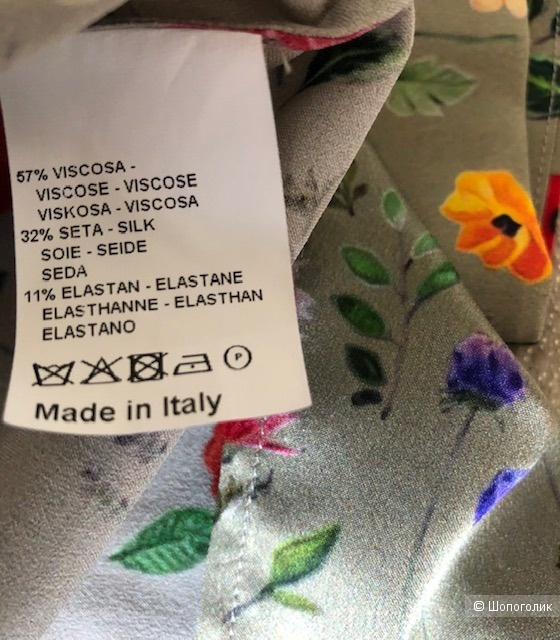 57% VISCOSA -
VISCOSE - VISCOSE
VISKOSA - VISCOSA
32% SETA - SILK
SOIE - SEIDE
SEDA
11% ELASTAN - ELASTANE
ELASTHANNE - ELASTHAN
ELASTANO
P
Made in Italy
© Шопоголик